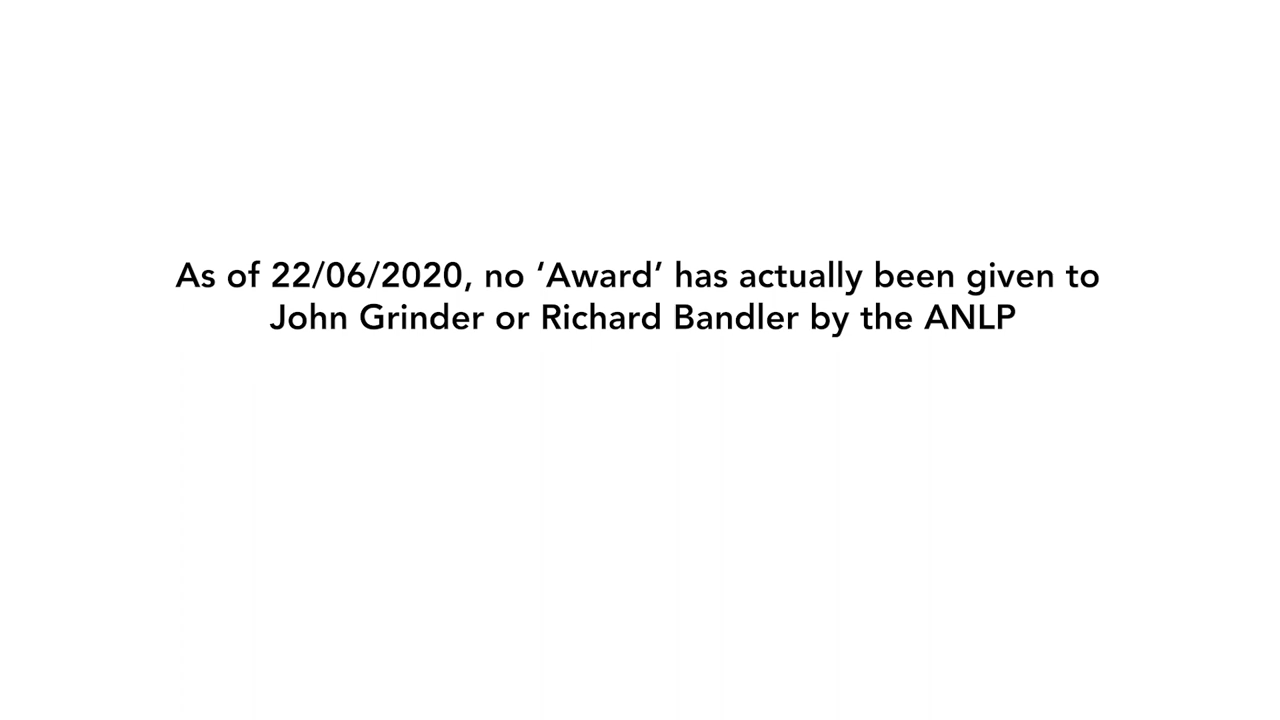 As of 22/06/2020, no ‘Award’ has actually been given to
John Grinder or Richard Bandler by the ANLP